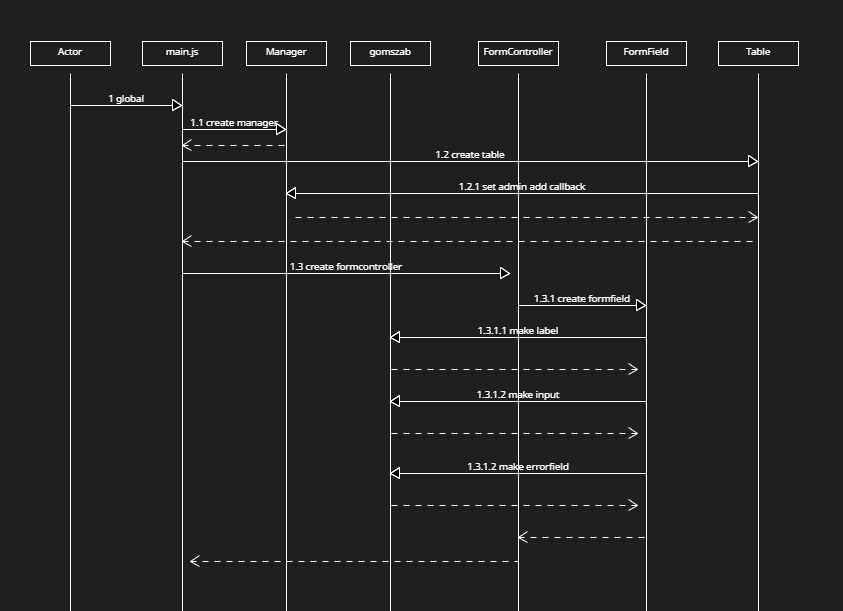 Actor
main.js
Manager
gomszab
FormController
FormField
Table
1 global
1.1 create manager
1.2 create table
1.2.1 set admin add callback
1.3 create formcontroller
1.3.1 create formfield
1.3.1.1 make label
1.3.1.2 make input
1.3.1.2 make errorfield